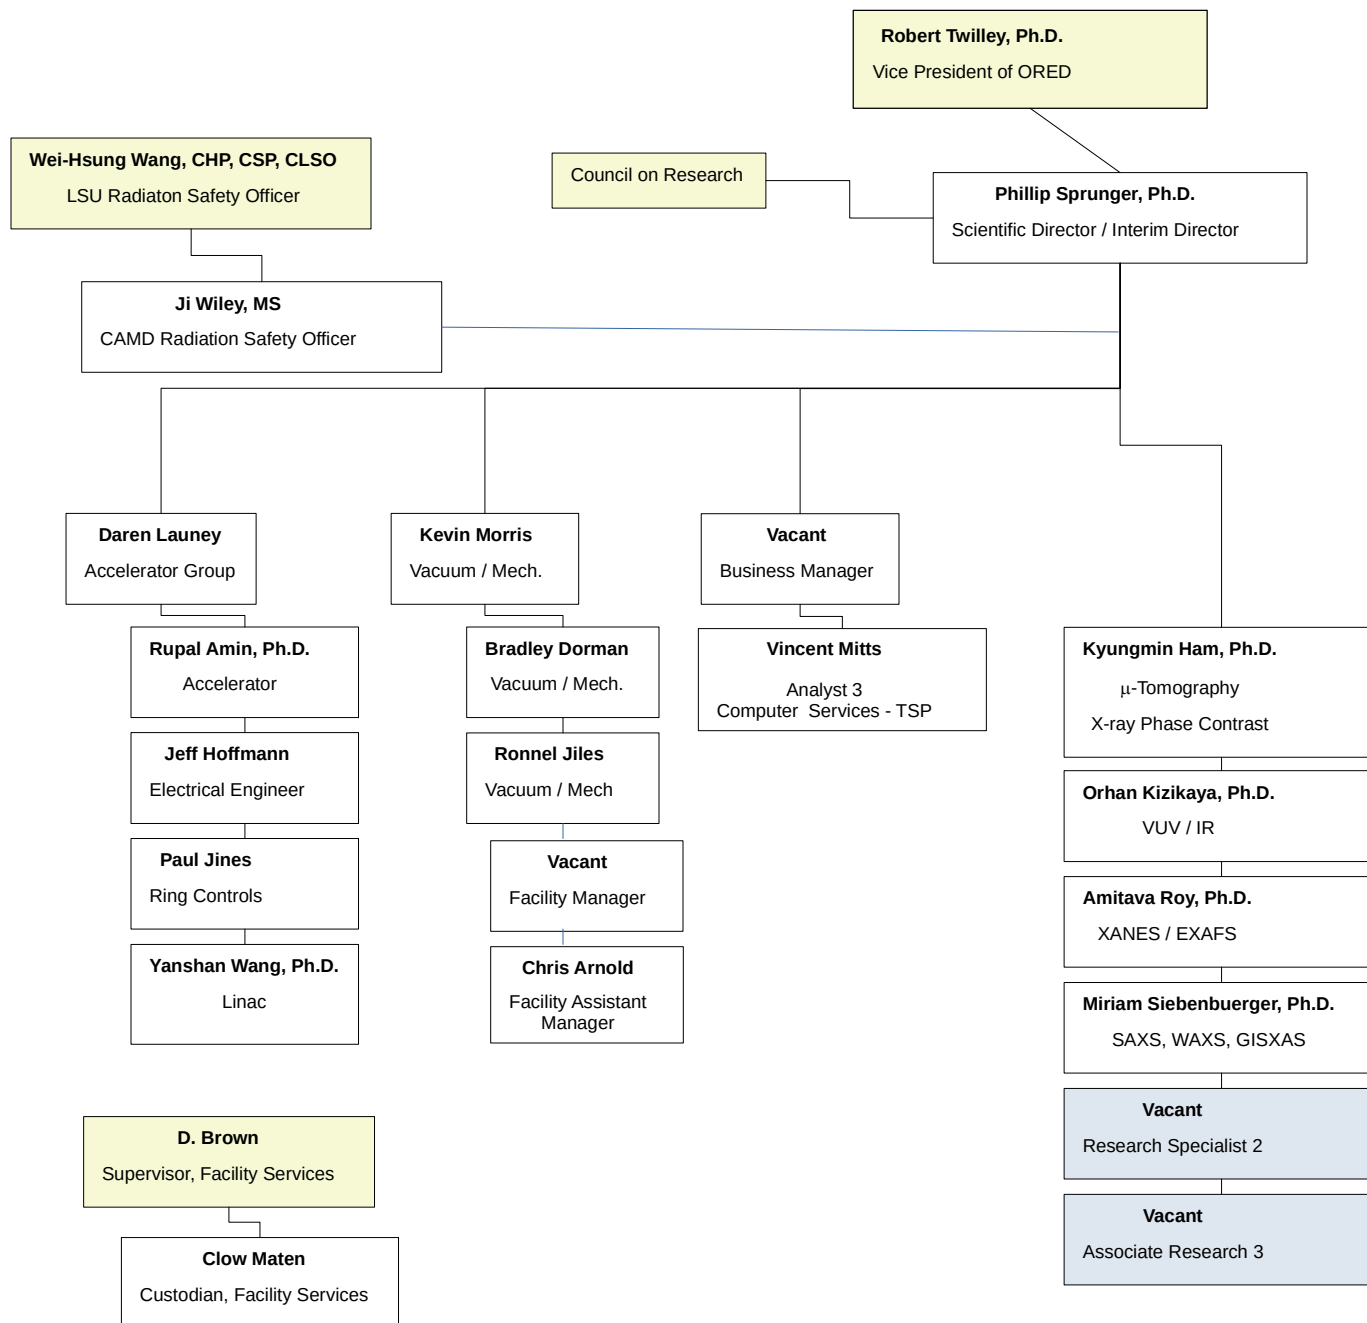 Robert Twilley, Ph.D.
Vice President of ORED
Wei-Hsung Wang, CHP, CSP, CLSO
LSU Radiaton Safety Officer
Council on Research
Phillip Sprunger, Ph.D.
Scientific Director / Interim Director
Ji Wiley, MS
CAMD Radiation Safety Officer
Daren Launey
Accelerator Group
Rupal Amin, Ph.D.
Accelerator
Jeff Hoffmann
Electrical Engineer
Paul Jines
Ring Controls
Yanshan Wang, Ph.D.
Linac
Kevin Morris
Vacuum / Mech.
Bradley Dorman
Vacuum / Mech.
Ronnel Jiles
Vacuum / Mech
Vacant
Facility Manager
Chris Arnold
Facility Assistant
Manager
Vacant
Business Manager
Vincent Mitts
Analyst 3
Computer  Services - TSP
Kyungmin Ham, Ph.D.
μ-Tomography
X-ray Phase Contrast
Orhan Kizikaya, Ph.D.
VUV / IR
Amitava Roy, Ph.D.
XANES / EXAFS
Miriam Siebenbuerger, Ph.D.
SAXS, WAXS, GISXAS
Vacant
Research Specialist 2
Vacant
Associate Research 3
D. Brown
Supervisor, Facility Services
Clow Maten
Custodian, Facility Services